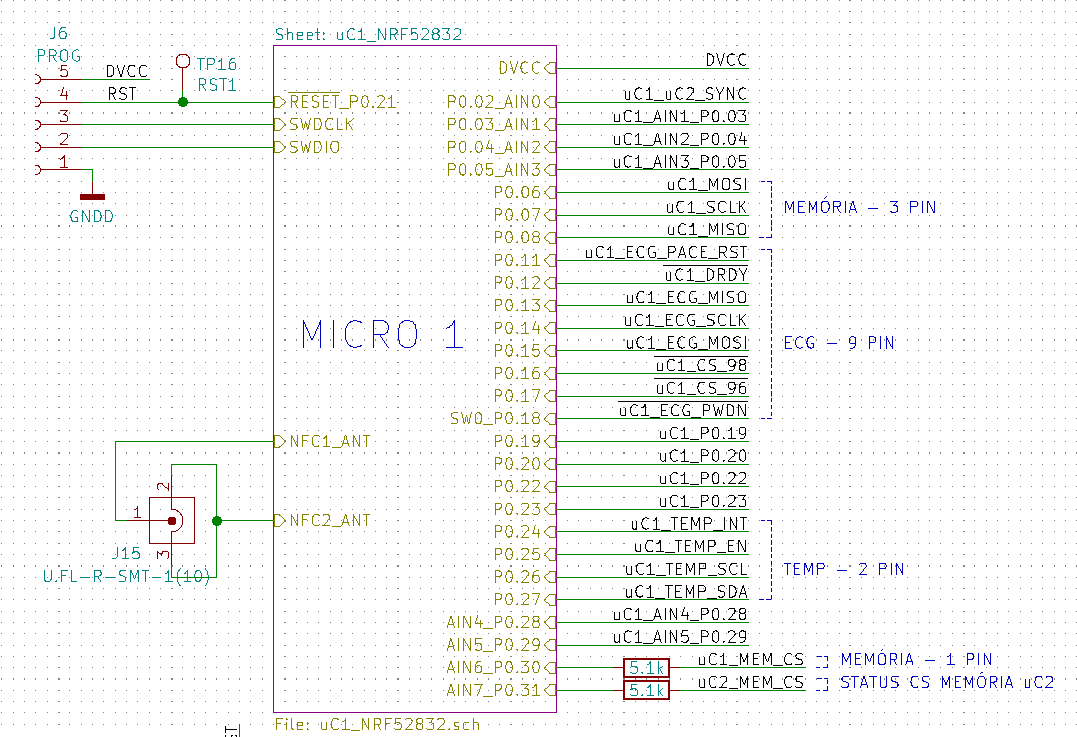 J6
PROG
5 DVCC
4 RST
3
2
1
GNDD
TP16
RST1
Sheet: uC1_NRF52832
RESET_P0.21
SWDCLK
SWDIO
MICRO 1
NFC1_ANT
NFC2_ANT
2
1
3
J15
U.FL-R-SMT-1(10)
DVCC DVCC
P0.02_AIN0 uC1_uC2_SYNC
P0.03_AIN1 uC1_AIN1_P0.03
P0.04_AIN2 uC1_AIN2_P0.04
P0.05_AIN3 uC1_AIN3_P0.05
P0.06 uC1_MOSI
P0.07 uC1_SCLK
P0.08 uC1_MISO
MEMÓRIA - 3 PIN
P0.11 uC1_ECG_PACE_RST
P0.12 uC1_DRDY
P0.13 uC1_ECG_MISO
P0.14 uC1_ECG_SCLK
P0.15 uC1_ECG_MOSI
P0.16 uC1_CS_98
P0.17 uC1_CS_96
SW0_P0.18 uC1_ECG_PWDN
ECG - 9 PIN
P0.19 uC1_P0.19
P0.20 uC1_P0.20
P0.22 uC1_P0.22
P0.23 uC1_P0.23
P0.24 uC1_TEMP_INT
P0.25 uC1_TEMP_EN
P0.26 uC1_TEMP_SCL
P0.27 uC1_TEMP_SDA
TEMP - 2 PIN
AIN4_P0.28 uC1_AIN4_P0.28
AIN5_P0.29 uC1_AIN5_P0.29
AIN6_P0.30 5.1k uC1_MEM_CS MEMÓRIA - 1 PIN
AIN7_P0.31 5.1k uC2_MEM_CS STATUS CS MEMÓRIA uC2
File: uC1_NRF52832.sch